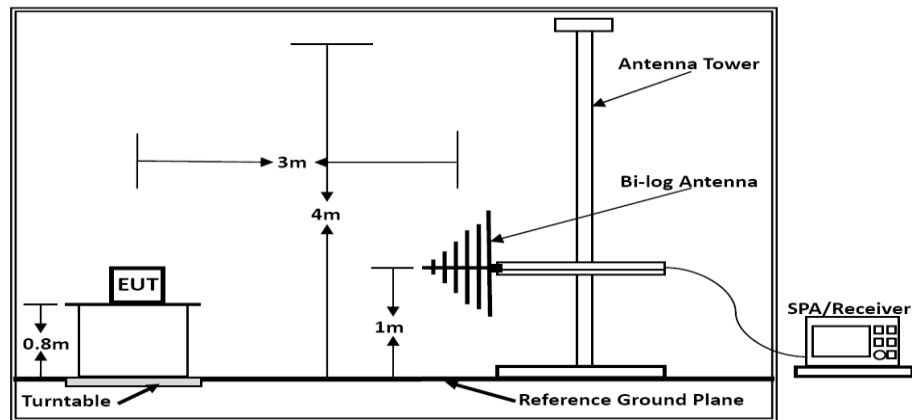 Antenna Tower
3m
Bi-log Antenna
4m
EUT
SPA/Receiver
1m
0.8m
Turntable
Reference Ground Plane